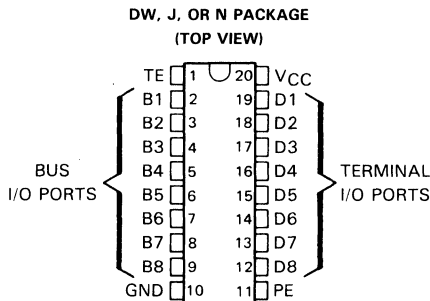 DW, J, OR N PACKAGE
(TOP VIEW)
TE 1 20 VCC
B1 2 19 D1
B2 3 18 D2
B3 4 17 D3
B4 5 16 D4
B5 6 15 D5
B6 7 14 D6
B7 8 13 D7
B8 9 12 D8
GND 10 11 PE
BUS
I/O PORTS
TERMINAL
I/O PORTS